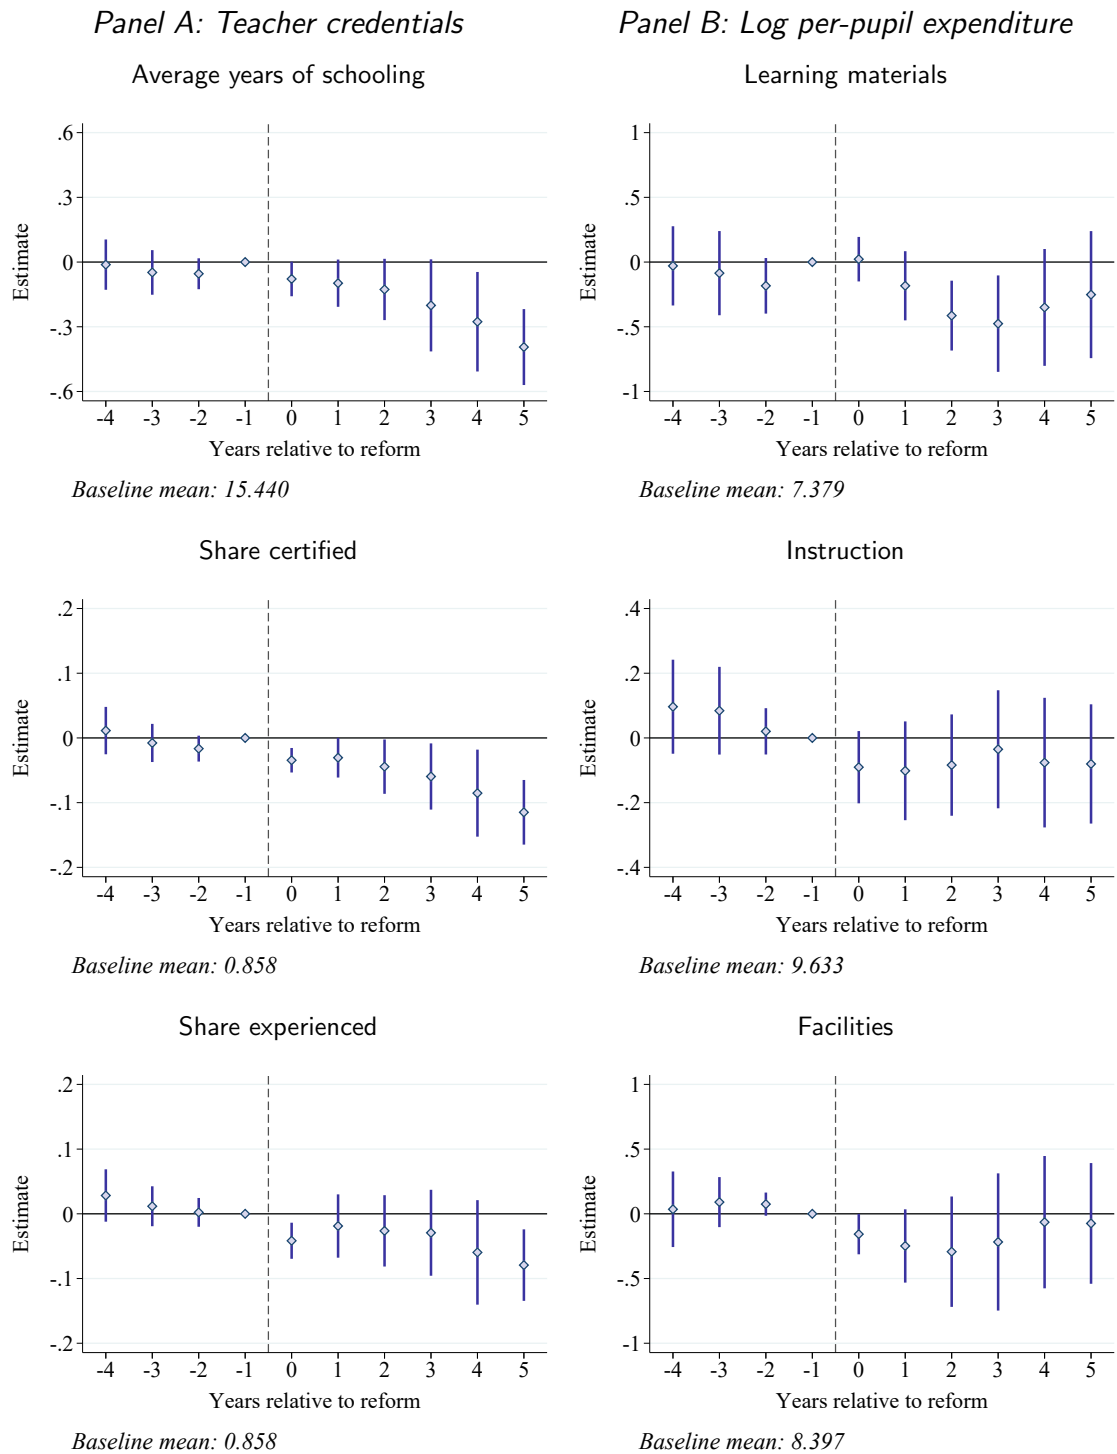 Panel A: Teacher credentials
Average years of schooling
Estimate
.6
.3
0
-.3
-.6
-4 -3 -2 -1 0 1 2 3 4 5
Years relative to reform
Baseline mean: 15.440
Share certified
Estimate
.2
.1
0
-.1
-.2
-4 -3 -2 -1 0 1 2 3 4 5
Years relative to reform
Baseline mean: 0.858
Share experienced
Estimate
.2
.1
0
-.1
-.2
-4 -3 -2 -1 0 1 2 3 4 5
Years relative to reform
Baseline mean: 0.858
Panel B: Log per-pupil expenditure
Learning materials
Estimate
1
.5
0
-.5
-1
-4 -3 -2 -1 0 1 2 3 4 5
Years relative to reform
Baseline mean: 7.379
Instruction
Estimate
.4
.2
0
-.2
-.4
-4 -3 -2 -1 0 1 2 3 4 5
Years relative to reform
Baseline mean: 9.633
Facilities
Estimate
1
.5
0
-.5
-1
-4 -3 -2 -1 0 1 2 3 4 5
Years relative to reform
Baseline mean: 8.397